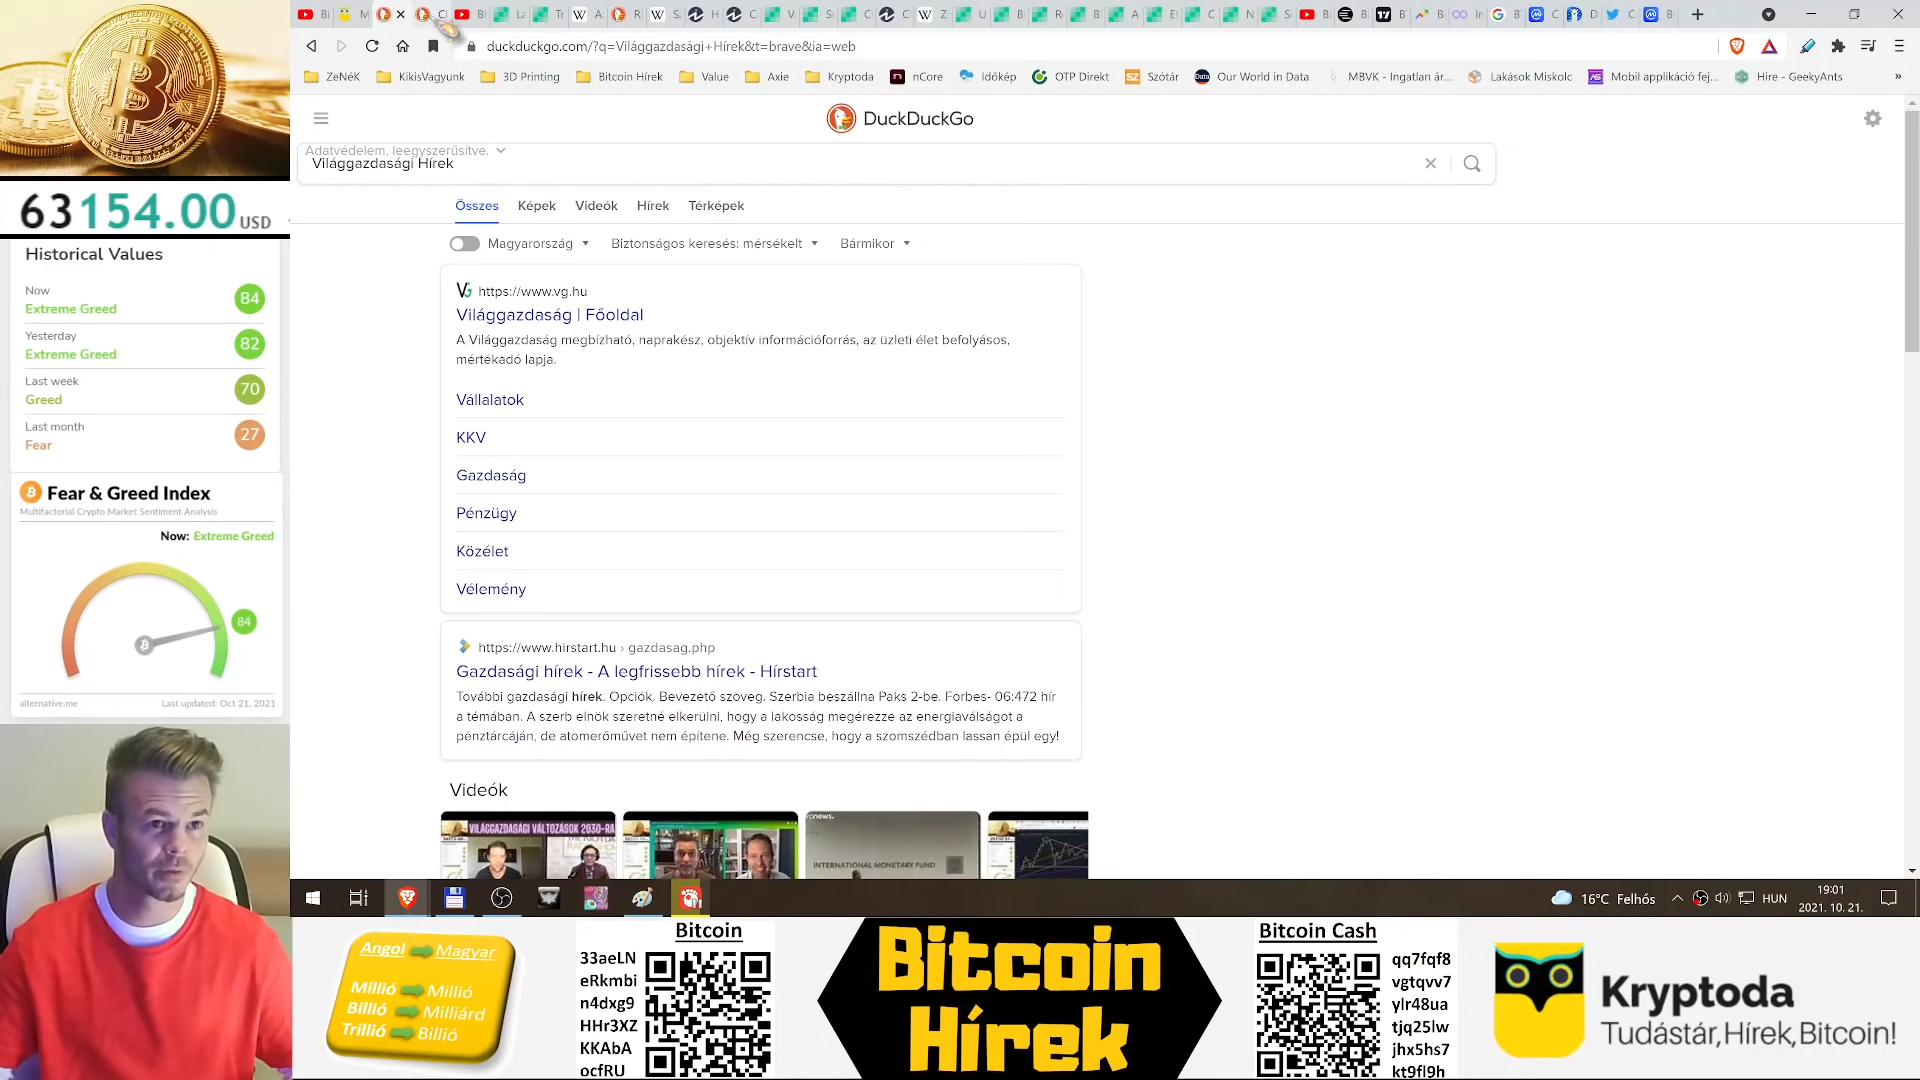 63154.00 USD
Historical Values
Now
Extreme Greed
84
Yesterday
Extreme Greed
82
Last week
Greed
70
Last month
Fear
27
Fear & Greed Index
Multifactorial Crypto Market Sentiment Analysis
Now: Extreme Greed
84
alternative.me
Last updated: Oct 21, 2021
duckduckgo.com/?q=Világgazdasági+Hírek&t=brave&ia=web
ZeNéK
KikisVagyunk
3D Printing
Bitcoin Hírek
Value
Axie
Kryptoda
nCore
Időkép
OTP Direkt
Szótár
Our World in Data
MBVK - Ingatlan ár...
Lakások Miskolc
Mobil applikáció fej...
Hire - GeekyAnts
»
DuckDuckGo
Adatvédelem, leegyszerűsítve.
Világgazdasági Hírek
Összes
Képek
Videók
Hírek
Térképek
Magyarország
Biztonságos keresés: mérsékelt
Bármikor
https://www.vg.hu
Világgazdaság | Főoldal
A Világgazdaság megbízható, naprakész, objektív információforrás, az üzleti élet befolyásos,
mértékadó lapja.
Vállalatok
KKV
Gazdaság
Pénzügy
Közélet
Vélemény
https://www.hirstart.hu › gazdasag.php
Gazdasági hírek - A legfrissebb hírek - Hírstart
További gazdasági hírek. Opciók. Bevezető szöveg. Szerbia beszállna Paks 2-be. Forbes- 06:472 hír
a témában. A szerb elnök szeretné elkerülni, hogy a lakosság megérezze az energiaválságot a
pénztárcáján, de atomerőművet nem építene. Még szerencse, hogy a szomszédban lassan épül egy!
Videók
VILÁGGAZDASÁGI VÁLTOZÁSOK 2030-RA
INTERNATIONAL MONETARY FUND
16°C Felhős
HUN
19:01
2021. 10. 21.
Angol Magyar
Millió Millió
Billió Milliárd
Trillió Billió
Bitcoin
33aeLN
eRkmbi
n4dxg9
HHr3XZ
KKAbA
ocfRU
Bitcoin
Hírek
Bitcoin Cash
qq7fqf8
vgtqvv7
ylr48ua
tjq25lw
jhx5hs7
kt9fl9h
Kryptoda
Tudástár,Hírek,Bitcoin!